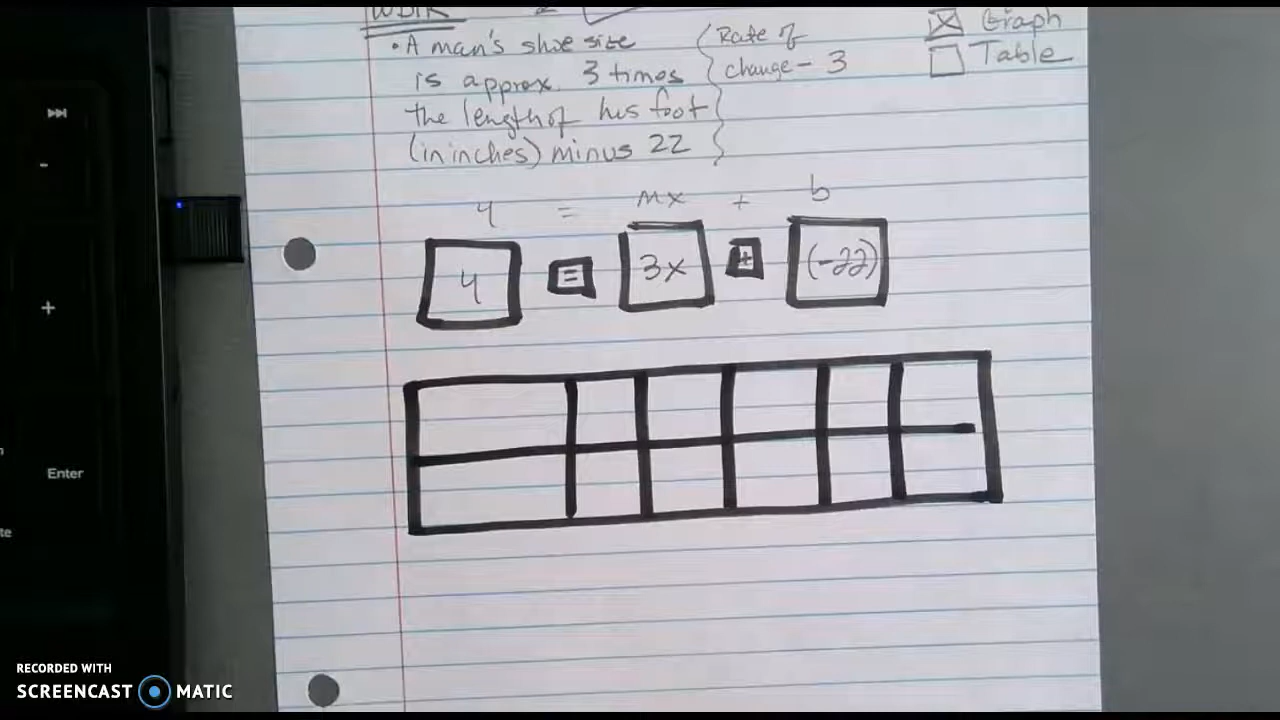 Graph
• A man's shoe size
is approx. 3 times
the length of his foot
(in inches) minus 22
Rate of
change - 3
Table
y = mx + b
y = 3x + (-22)
Enter
RECORDED WITH
SCREENCAST MATIC